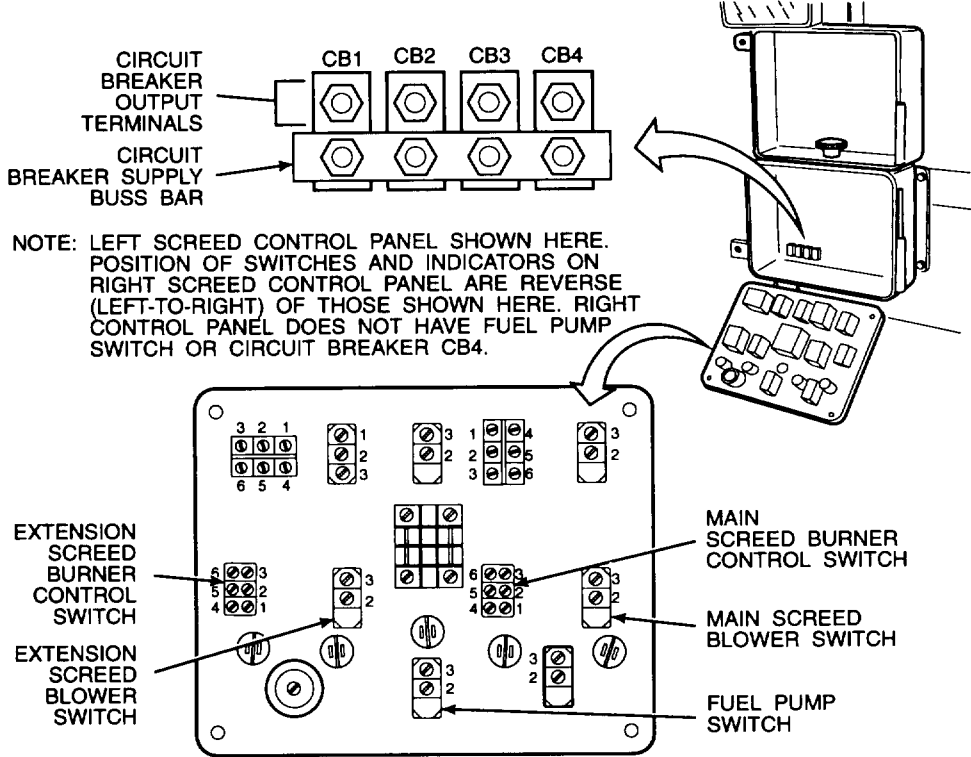 CB1 CB2 CB3 CB4
CIRCUIT
BREAKER
OUTPUT
TERMINALS
CIRCUIT
BREAKER SUPPLY
BUSS BAR
NOTE: LEFT SCREED CONTROL PANEL SHOWN HERE.
POSITION OF SWITCHES AND INDICATORS ON
RIGHT SCREED CONTROL PANEL ARE REVERSE
(LEFT-TO-RIGHT) OF THOSE SHOWN HERE. RIGHT
CONTROL PANEL DOES NOT HAVE FUEL PUMP
SWITCH OR CIRCUIT BREAKER CB4.
3 2 1
6 5 4
1
2
3
3
2
1 4
2 5
3 6
3
2
EXTENSION
SCREED
BURNER
CONTROL
SWITCH
6 3
5 2
4 1
3
2
6 3
5 2
4 1
3
2
MAIN
SCREED BURNER
CONTROL SWITCH
MAIN SCREED
BLOWER SWITCH
EXTENSION
SCREED
BLOWER
SWITCH
3
2
3
2
FUEL PUMP
SWITCH